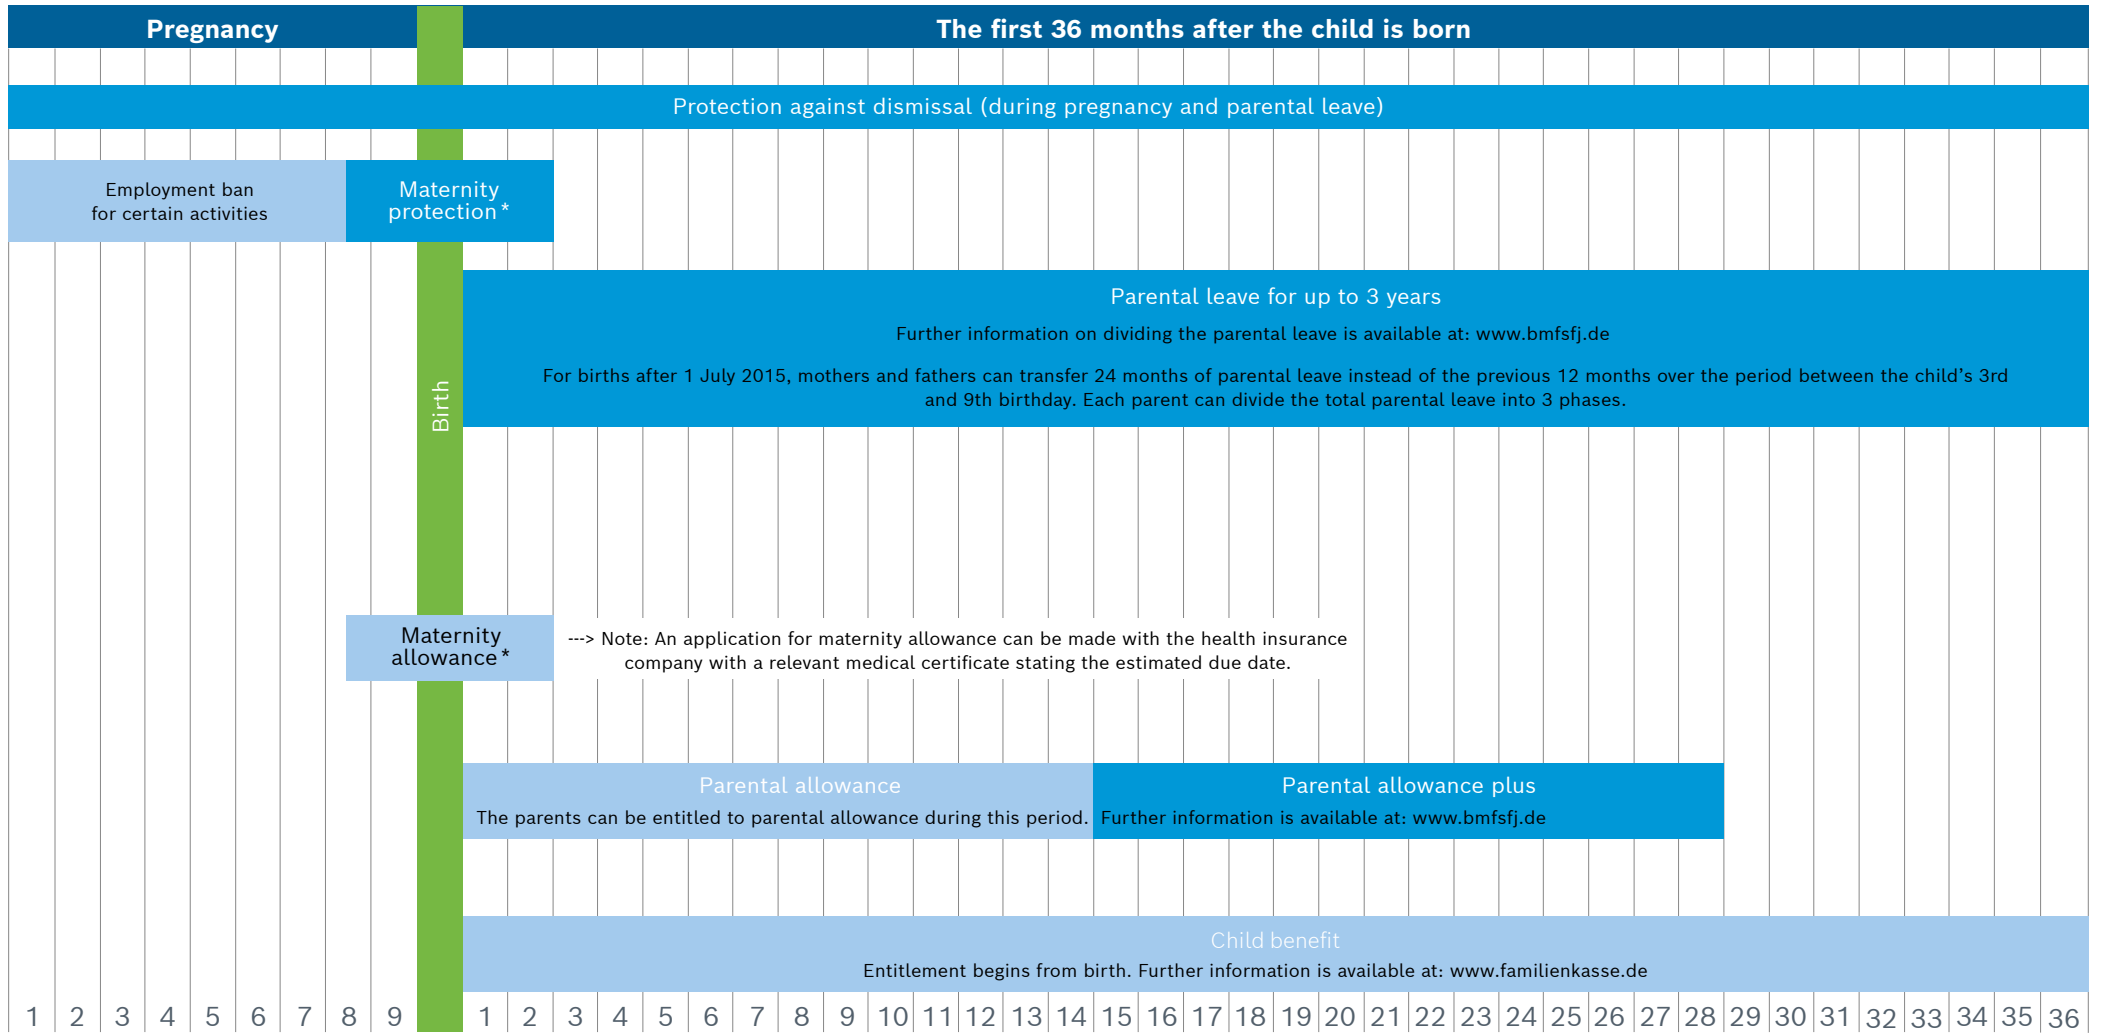 Pregnancy
The first 36 months after the child is born
Protection against dismissal (during pregnancy and parental leave)
Employment ban
for certain activities
Maternity
protection *
Parental leave for up to 3 years
Further information on dividing the parental leave is available at: www.bmfsfj.de
For births after 1 July 2015, mothers and fathers can transfer 24 months of parental leave instead of the previous 12 months over the period between the child’s 3rd
and 9th birthday. Each parent can divide the total parental leave into 3 phases.
Birth
Maternity
allowance *
---> Note: An application for maternity allowance can be made with the health insurance
company with a relevant medical certificate stating the estimated due date.
Parental allowance
The parents can be entitled to parental allowance during this period.
Parental allowance plus
Further information is available at: www.bmfsfj.de
Child benefit
Entitlement begins from birth. Further information is available at: www.familienkasse.de
1 2 3 4 5 6 7 8 9 1 2 3 4 5 6 7 8 9 10 11 12 13 14 15 16 17 18 19 20 21 22 23 24 25 26 27 28 29 30 31 32 33 34 35 36